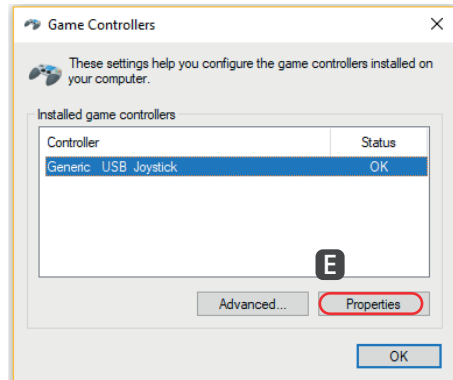 Game Controllers
These settings help you configure the game controllers installed on
your computer.
Installed game controllers
Controller Status
Generic USB Joystick OK
E
Advanced... Properties
OK